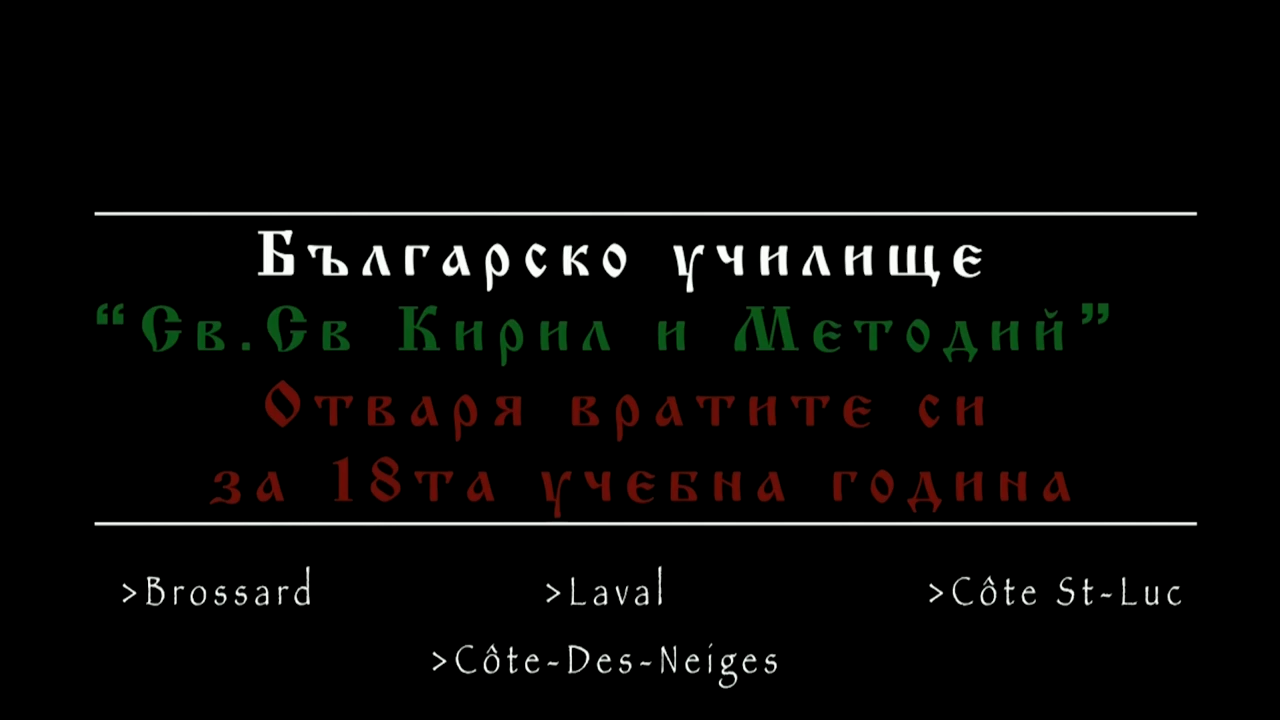 Българско училище
“Св.Св Кирил и Методий”
Отваря вратите си
за 18та учебна година
>Brossard >Laval >Côte St-Luc
>Côte-Des-Neiges